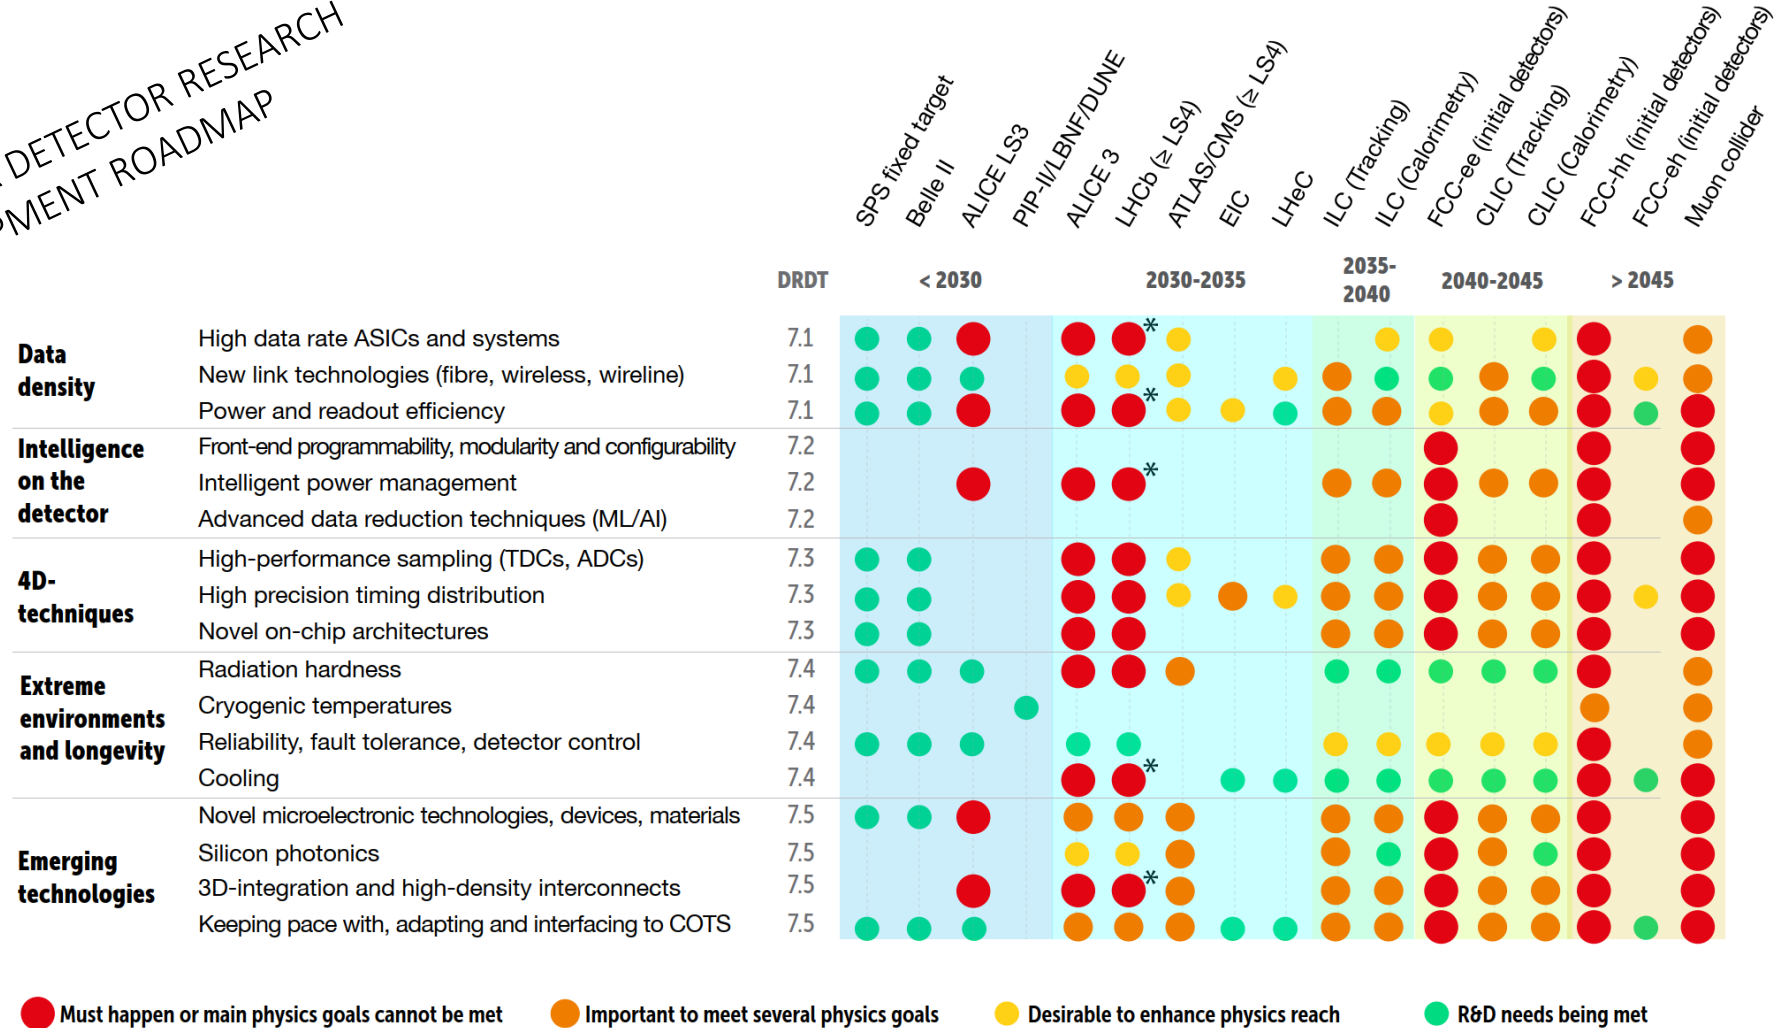 DETECTOR RESEARCH
ROADMAP
SPS fixed target
Belle II
ALICE LS3
PIP-II/LBNF/DUNE
ALICE 3
LHCb (≥ LS4)
ATLAS/CMS (≥ LS4)
EIC
LHeC
ILC (Tracking)
ILC (Calorimetry)
FCC-ee (initial detectors)
CLIC (Tracking)
CLIC (Calorimetry)
FCC-hh (initial detectors)
FCC-eh (initial detectors)
Muon collider
DRDT
< 2030
2030-2035
2035-
2040
2040-2045
> 2045
Data
density
High data rate ASICs and systems 7.1 *
New link technologies (fibre, wireless, wireline) 7.1
Power and readout efficiency 7.1 *
Intelligence
on the
detector
Front-end programmability, modularity and configurability 7.2
Intelligent power management 7.2 *
Advanced data reduction techniques (ML/AI) 7.2
4D-
techniques
High-performance sampling (TDCs, ADCs) 7.3
High precision timing distribution 7.3
Novel on-chip architectures 7.3
Extreme
environments
and longevity
Radiation hardness 7.4
Cryogenic temperatures 7.4
Reliability, fault tolerance, detector control 7.4
Cooling 7.4 *
Emerging
technologies
Novel microelectronic technologies, devices, materials 7.5
Silicon photonics 7.5
3D-integration and high-density interconnects 7.5 *
Keeping pace with, adapting and interfacing to COTS 7.5
Must happen or main physics goals cannot be met
Important to meet several physics goals
Desirable to enhance physics reach
R&D needs being met